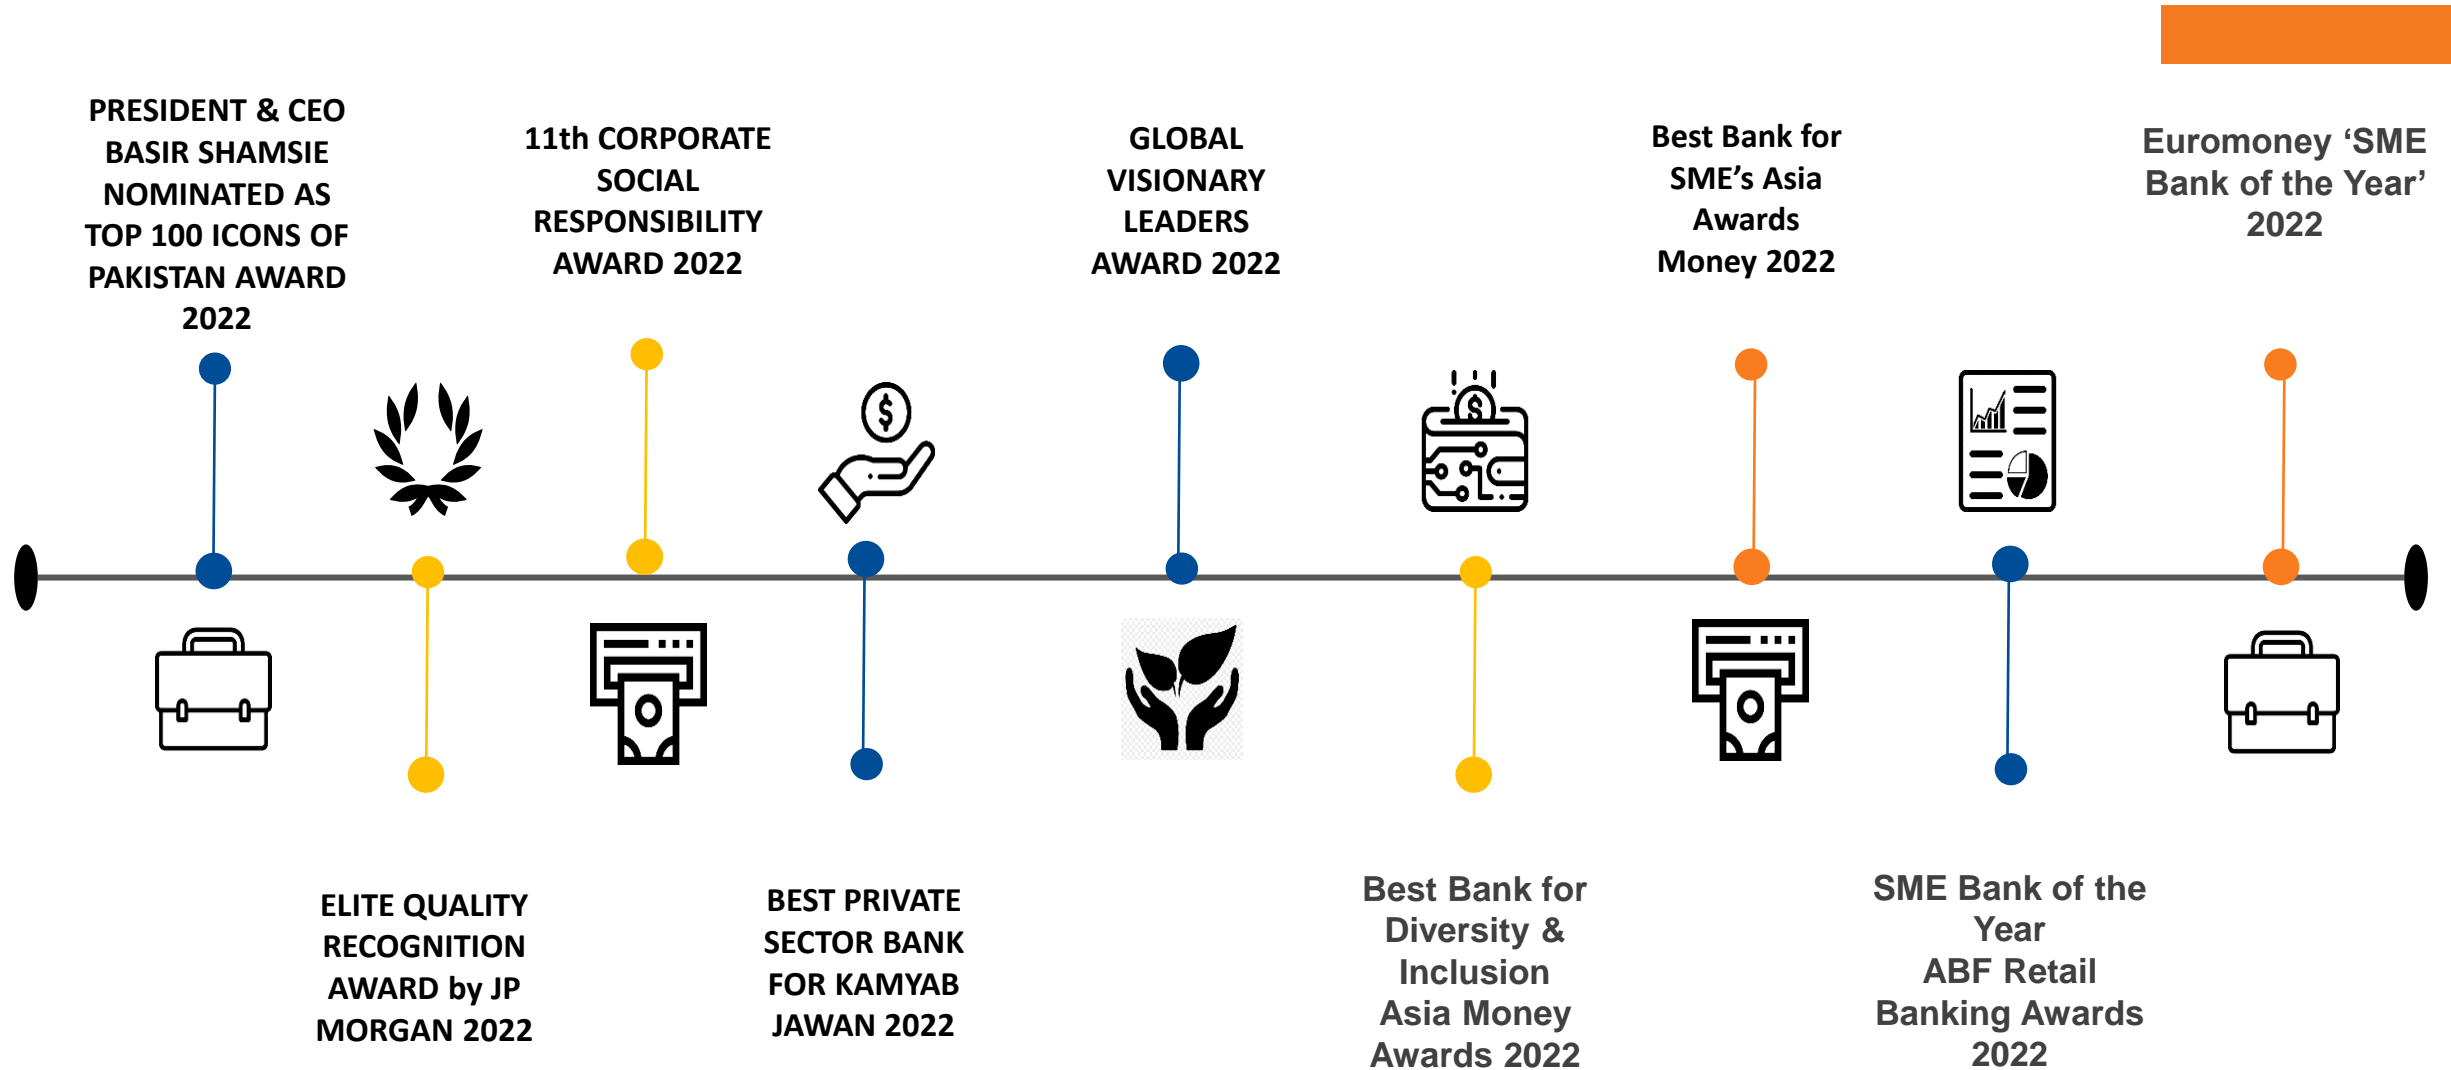 PRESIDENT & CEO
BASIR SHAMSIE
NOMINATED AS
TOP 100 ICONS OF
PAKISTAN AWARD
2022
11th CORPORATE
SOCIAL
RESPONSIBILITY
AWARD 2022
GLOBAL
VISIONARY
LEADERS
AWARD 2022
Best Bank for
SME’s Asia
Awards
Money 2022
Euromoney ‘SME
Bank of the Year’
2022
ELITE QUALITY
RECOGNITION
AWARD by JP
MORGAN 2022
BEST PRIVATE
SECTOR BANK
FOR KAMYAB
JAWAN 2022
Best Bank for
Diversity &
Inclusion
Asia Money
Awards 2022
SME Bank of the
Year
ABF Retail
Banking Awards
2022